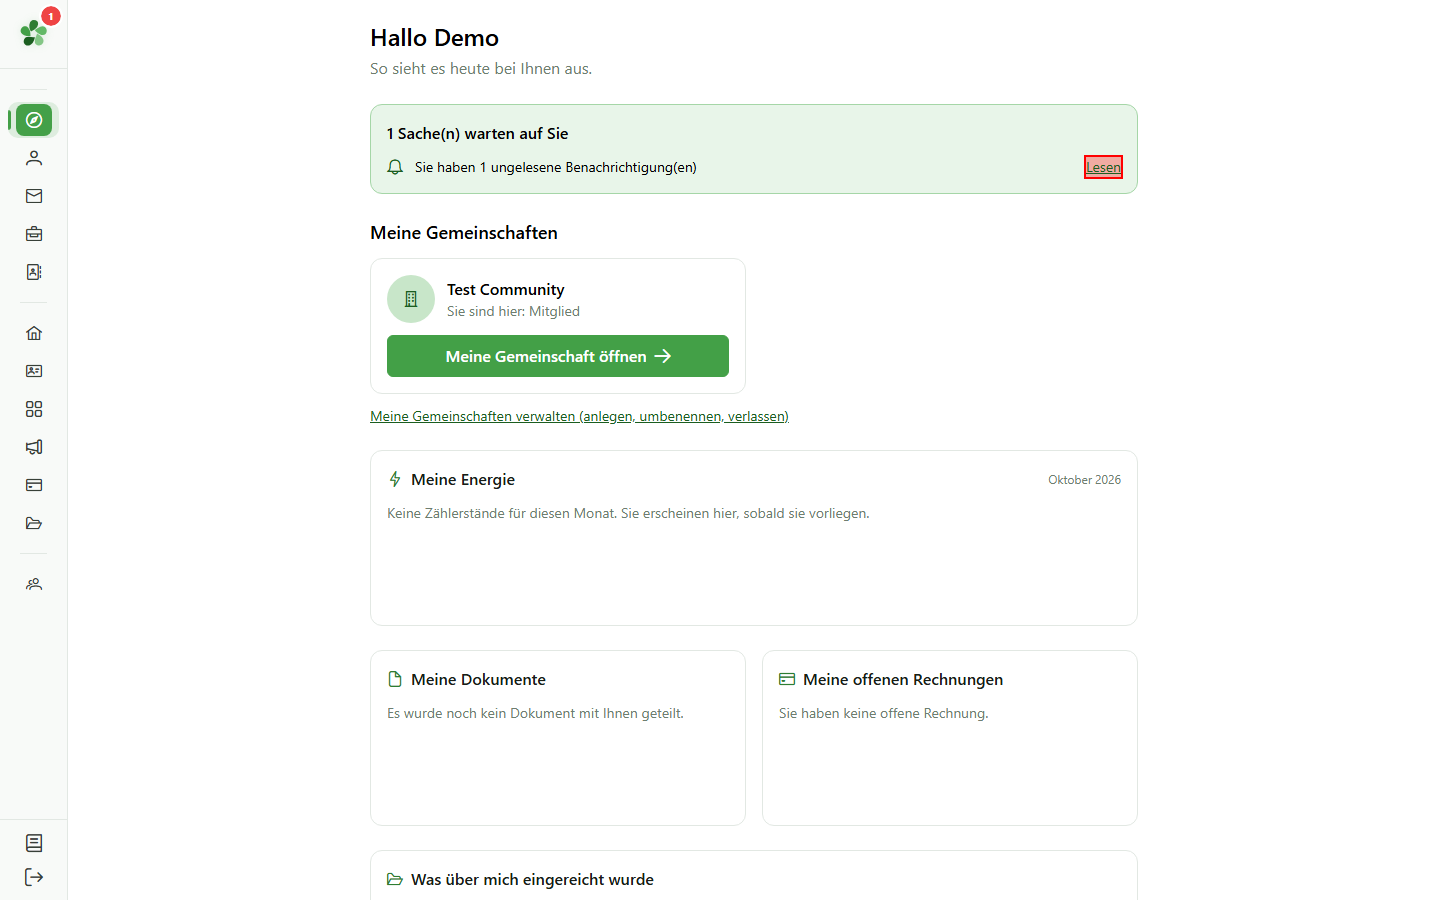 1
Hallo Demo
So sieht es heute bei Ihnen aus.
1 Sache(n) warten auf Sie
Sie haben 1 ungelesene Benachrichtigung(en)
Lesen
Meine Gemeinschaften
Test Community
Sie sind hier: Mitglied
Meine Gemeinschaft öffnen
Meine Gemeinschaften verwalten (anlegen, umbenennen, verlassen)
Meine Energie
Oktober 2026
Keine Zählerstände für diesen Monat. Sie erscheinen hier, sobald sie vorliegen.
Meine Dokumente
Es wurde noch kein Dokument mit Ihnen geteilt.
Meine offenen Rechnungen
Sie haben keine offene Rechnung.
Was über mich eingereicht wurde